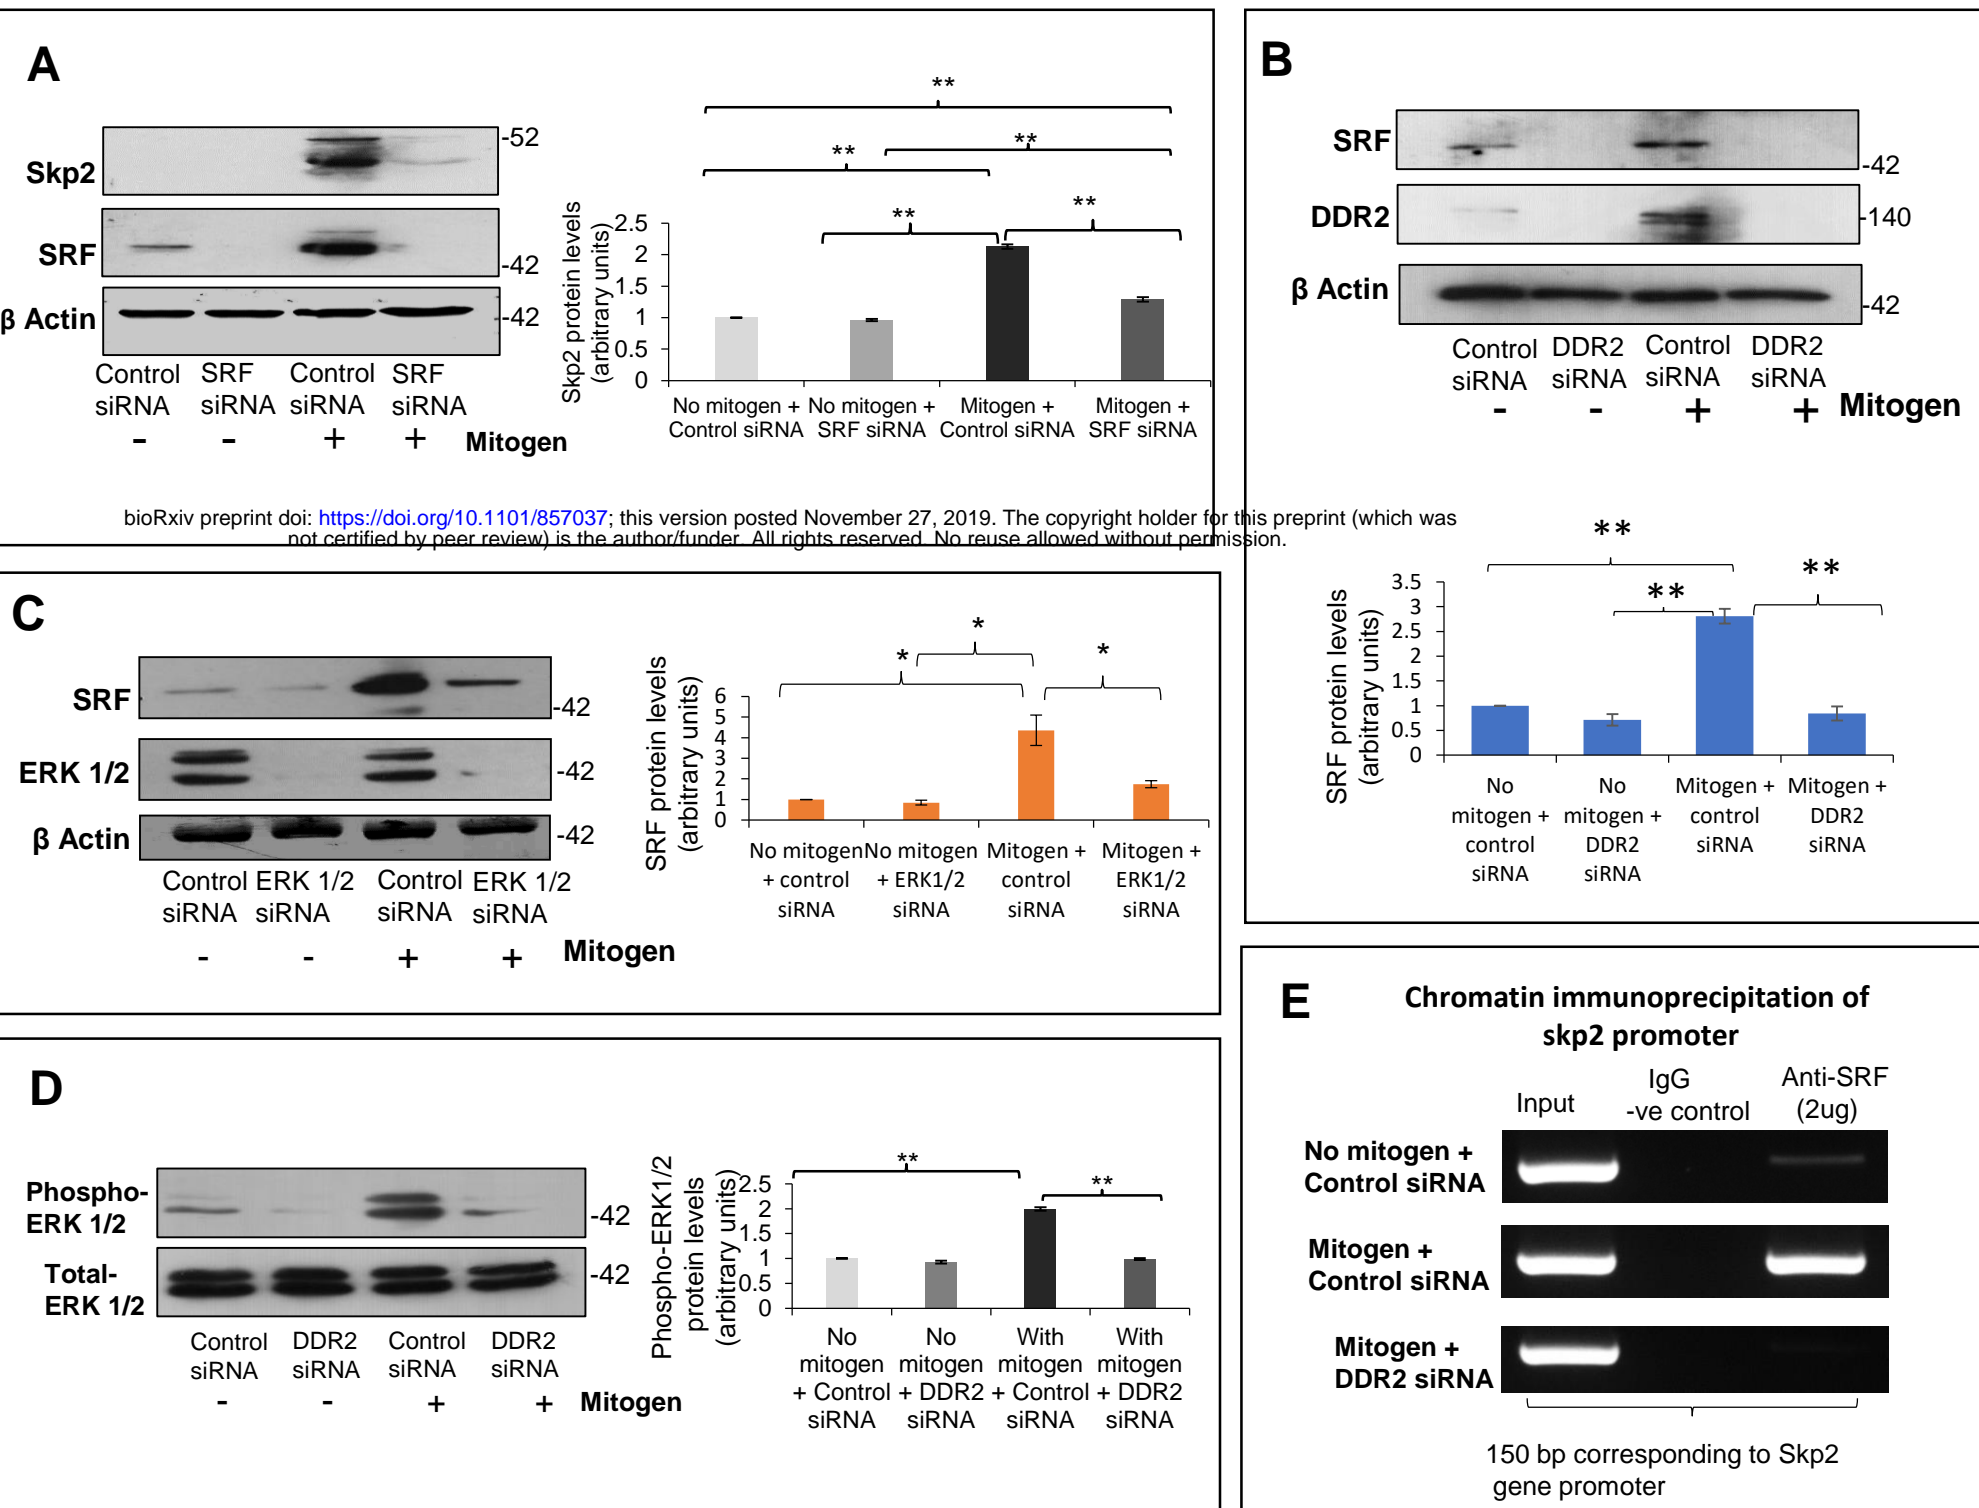 A
Skp2
-52
SRF
-42
β Actin
-42
Control SRF Control SRF
siRNA siRNA siRNA siRNA
- - + + Mitogen
**
**
**
**
**
Skp2 protein levels
(arbitrary units)
2.5
2
1.5
1
0.5
0
No mitogen + No mitogen + Mitogen + Mitogen +
Control siRNA SRF siRNA Control siRNA SRF siRNA
bioRxiv preprint doi: https://doi.org/10.1101/857037; this version posted November 27, 2019. The copyright holder for this preprint (which was
not certified by peer review) is the author/funder. All rights reserved. No reuse allowed without permission.
B
SRF
-42
DDR2
-140
β Actin
-42
Control DDR2 Control DDR2
siRNA siRNA siRNA siRNA
- - + + Mitogen
**
**
**
SRF protein levels
(arbitrary units)
3.5
3
2.5
2
1.5
1
0.5
0
No No Mitogen + Mitogen +
mitogen + mitogen + control DDR2
control DDR2 siRNA siRNA
siRNA siRNA
C
SRF
-42
ERK 1/2
-42
β Actin
-42
Control ERK 1/2 Control ERK 1/2
siRNA siRNA siRNA siRNA
- - + + Mitogen
*
*
*
SRF protein levels
(arbitrary units)
6
5
4
3
2
1
0
No mitogen No mitogen Mitogen + Mitogen +
+ control + ERK1/2 control ERK1/2
siRNA siRNA siRNA siRNA
D
Phospho-
ERK 1/2
-42
Total-
ERK 1/2
-42
Control DDR2 Control DDR2
siRNA siRNA siRNA siRNA
- - + + Mitogen
**
**
Phospho-ERK1/2
protein levels
(arbitrary units)
2.5
2
1.5
1
0.5
0
No No With With
mitogen mitogen mitogen mitogen
+ Control + DDR2 + Control + DDR2
siRNA siRNA siRNA siRNA
E
Chromatin immunoprecipitation of
skp2 promoter
Input
IgG
-ve control
Anti-SRF
(2ug)
No mitogen +
Control siRNA
Mitogen +
Control siRNA
Mitogen +
DDR2 siRNA
150 bp corresponding to Skp2
gene promoter